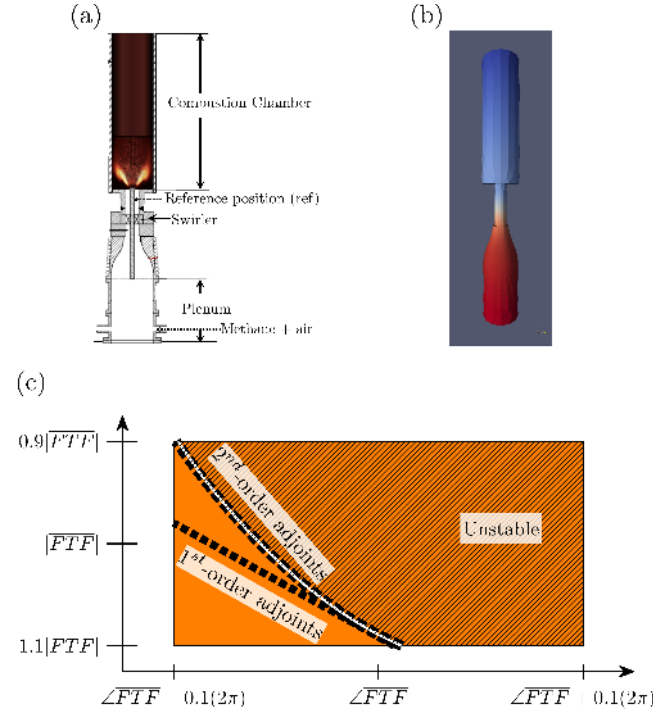 (a)
(b)
Combustion Chamber
Reference position (ref)
Swirler
Plenum
Methane + air
(c)
0.9|FTF|
2nd-order adjoints
Unstable
|FTF|
1st-order adjoints
1.1|FTF|
∠FTF 0.1(2π)
∠FTF
∠FTF 0.1(2π)